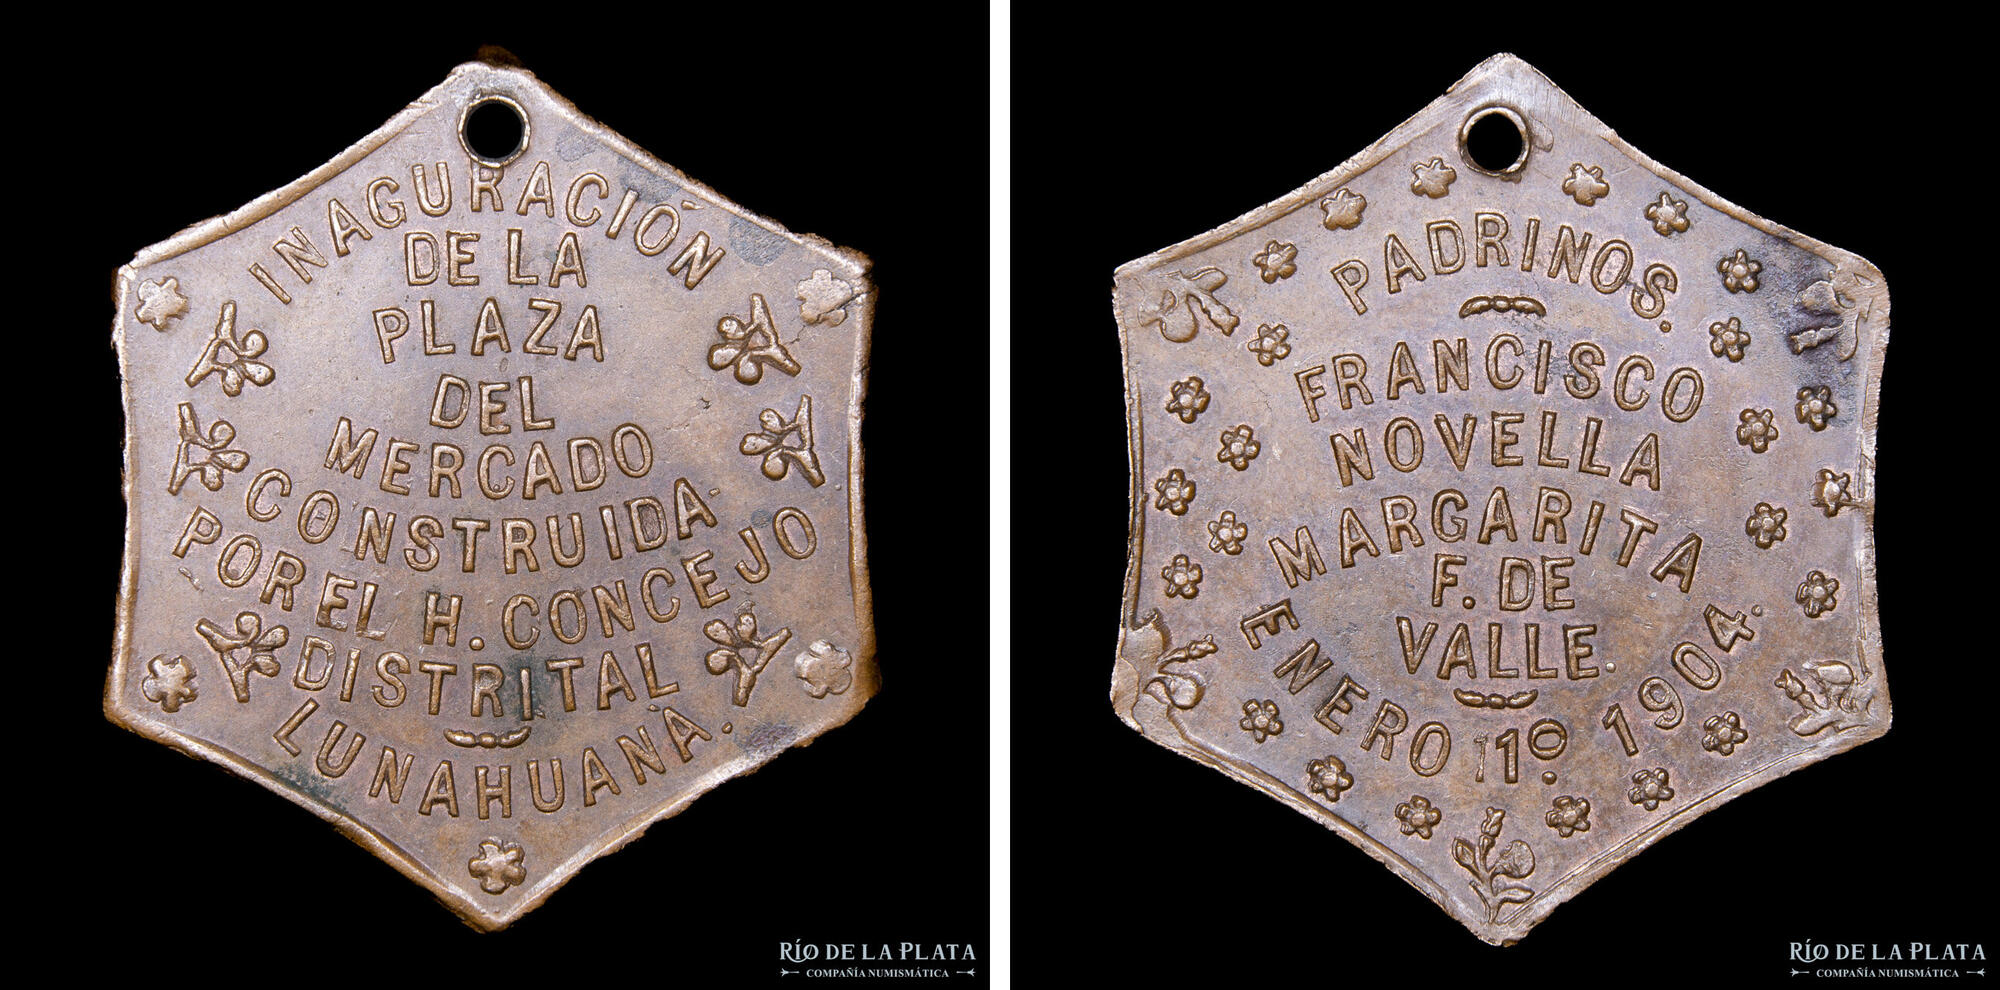 INAGURACIÓN
DE LA
PLAZA
DEL
MERCADO
CONSTRUIDA
POR EL H. CONCEJO
DISTRITAL
LUNAHUANÀ.
RÍO DE LA PLATA
COMPAÑÍA NUMISMÁTICA
PADRINOS.
FRANCISCO
NOVELLA
MARGARITA
F. DE
VALLE.
ENERO 1º 1904.
RÍO DE LA PLATA
COMPAÑÍA NUMISMÁTICA